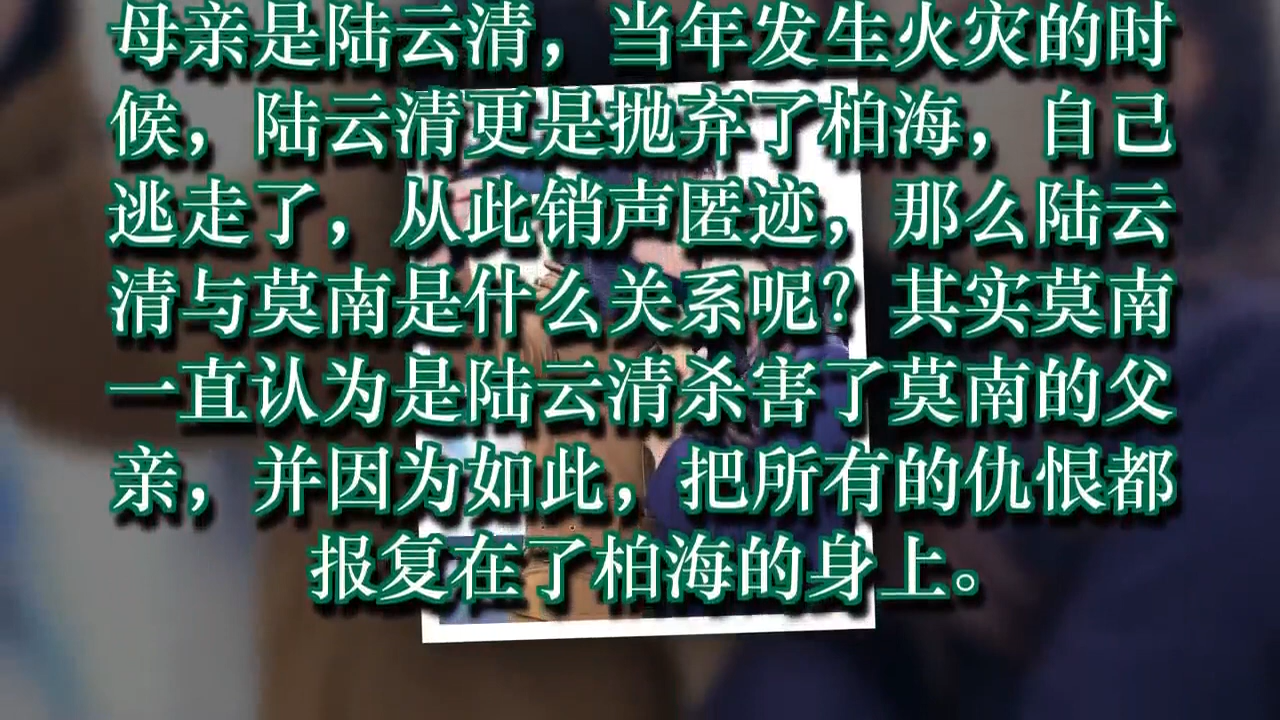 母亲是陆云清，当年发生火灾的时
候，陆云清更是抛弃了柏海，自己
逃走了，从此销声匿迹，那么陆云
清与莫南是什么关系呢？其实莫南
一直认为是陆云清杀害了莫南的父
亲，并因为如此，把所有的仇恨都
报复在了柏海的身上。